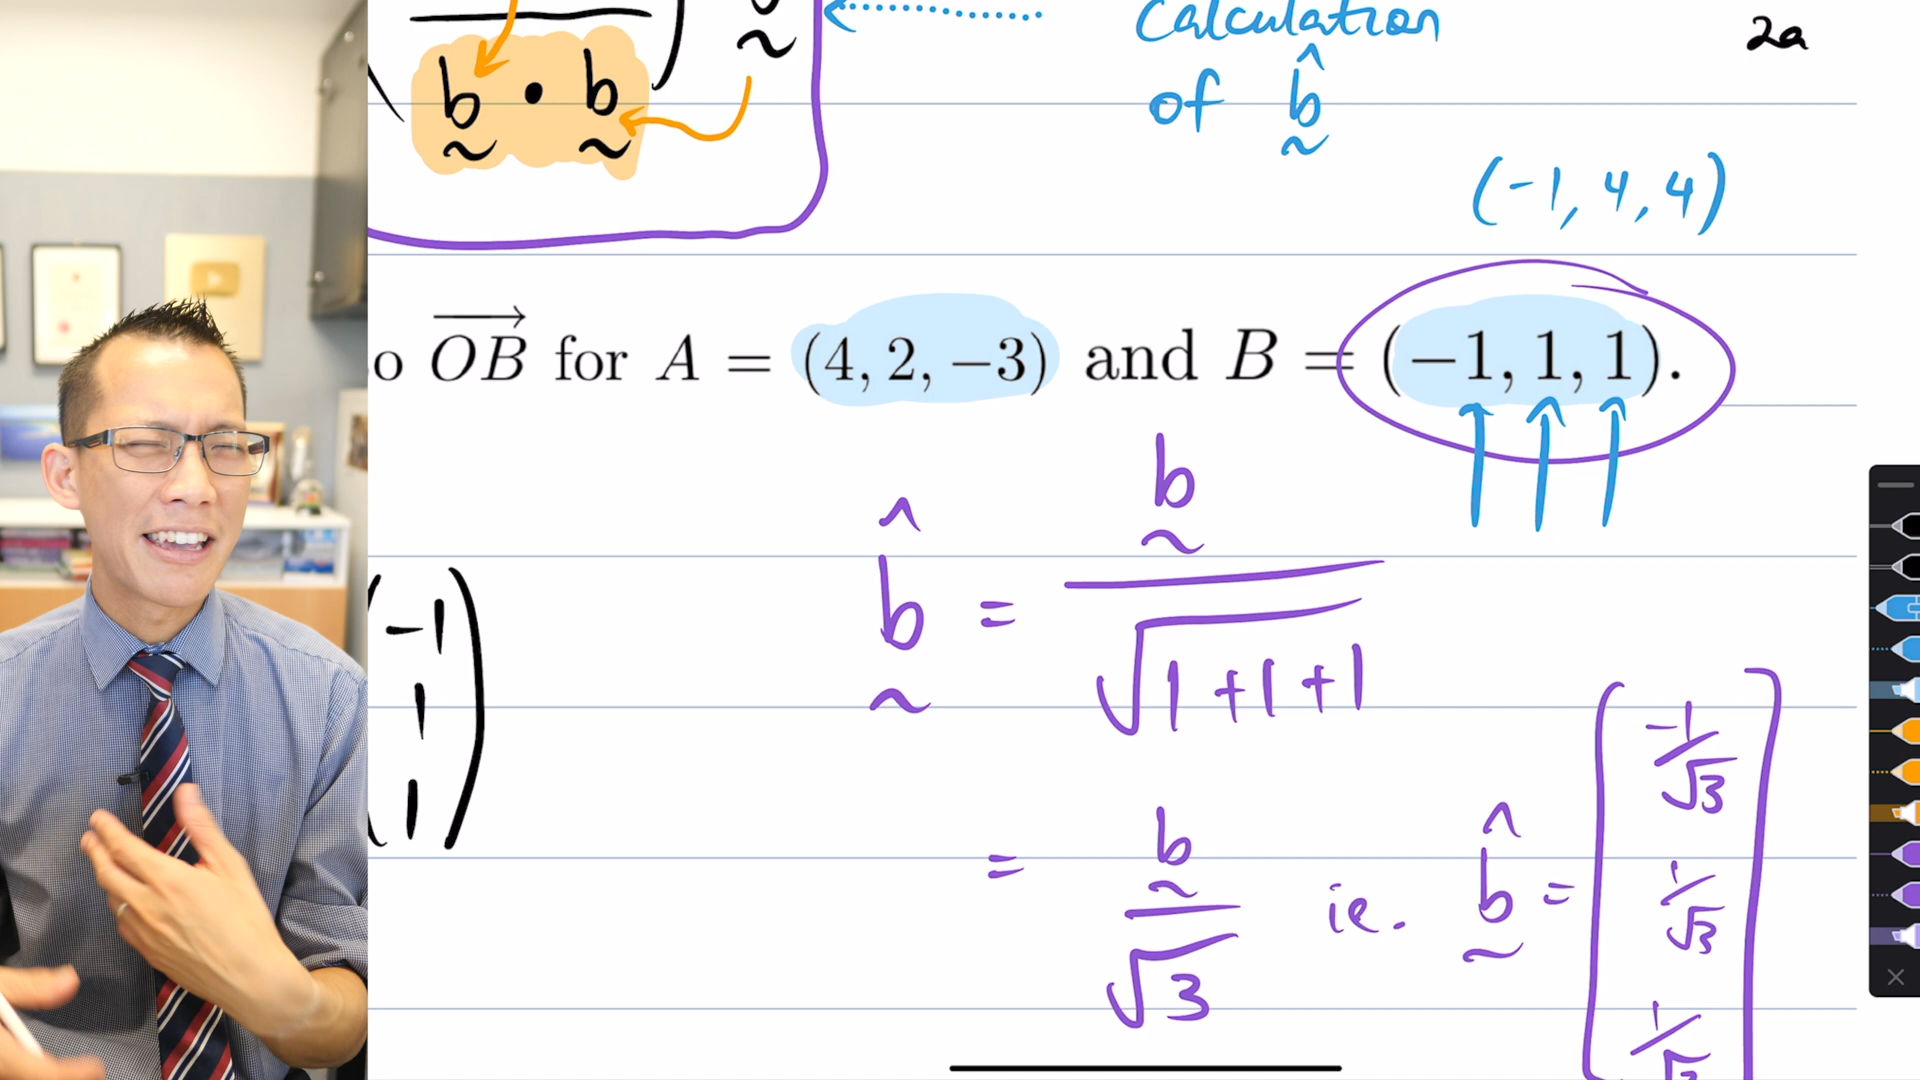 Calculation
2a
b · b
~ ~ ~
of b̂
~
(-1, 4, 4)
o OB for A = (4, 2, −3) and B = (−1, 1, 1).
b
~
b̂ = √1+1+1
~
-1
1
1
= b
~
√3
ie. b̂ =
~
-1/√3
1/√3